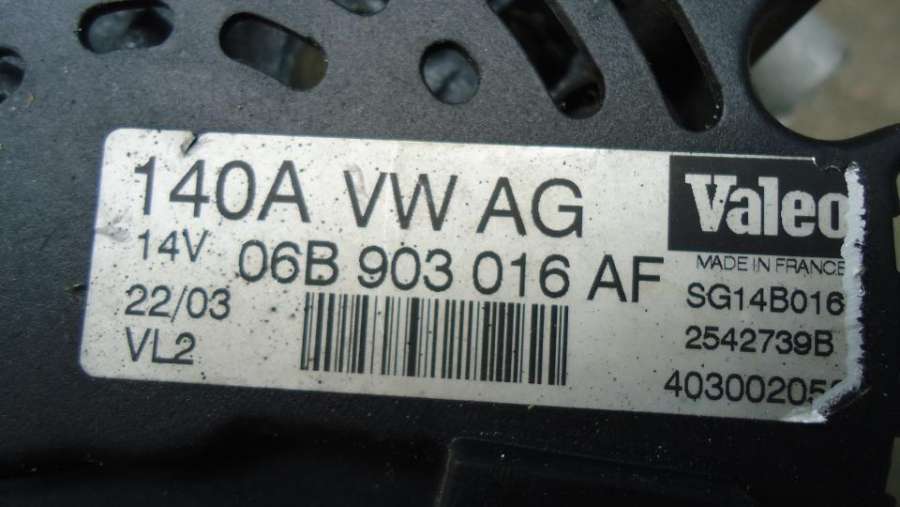 140A VW AG
14V 06B 903 016 AF
22/03
VL2
Valeo
MADE IN FRANCE
SG14B016
2542739B